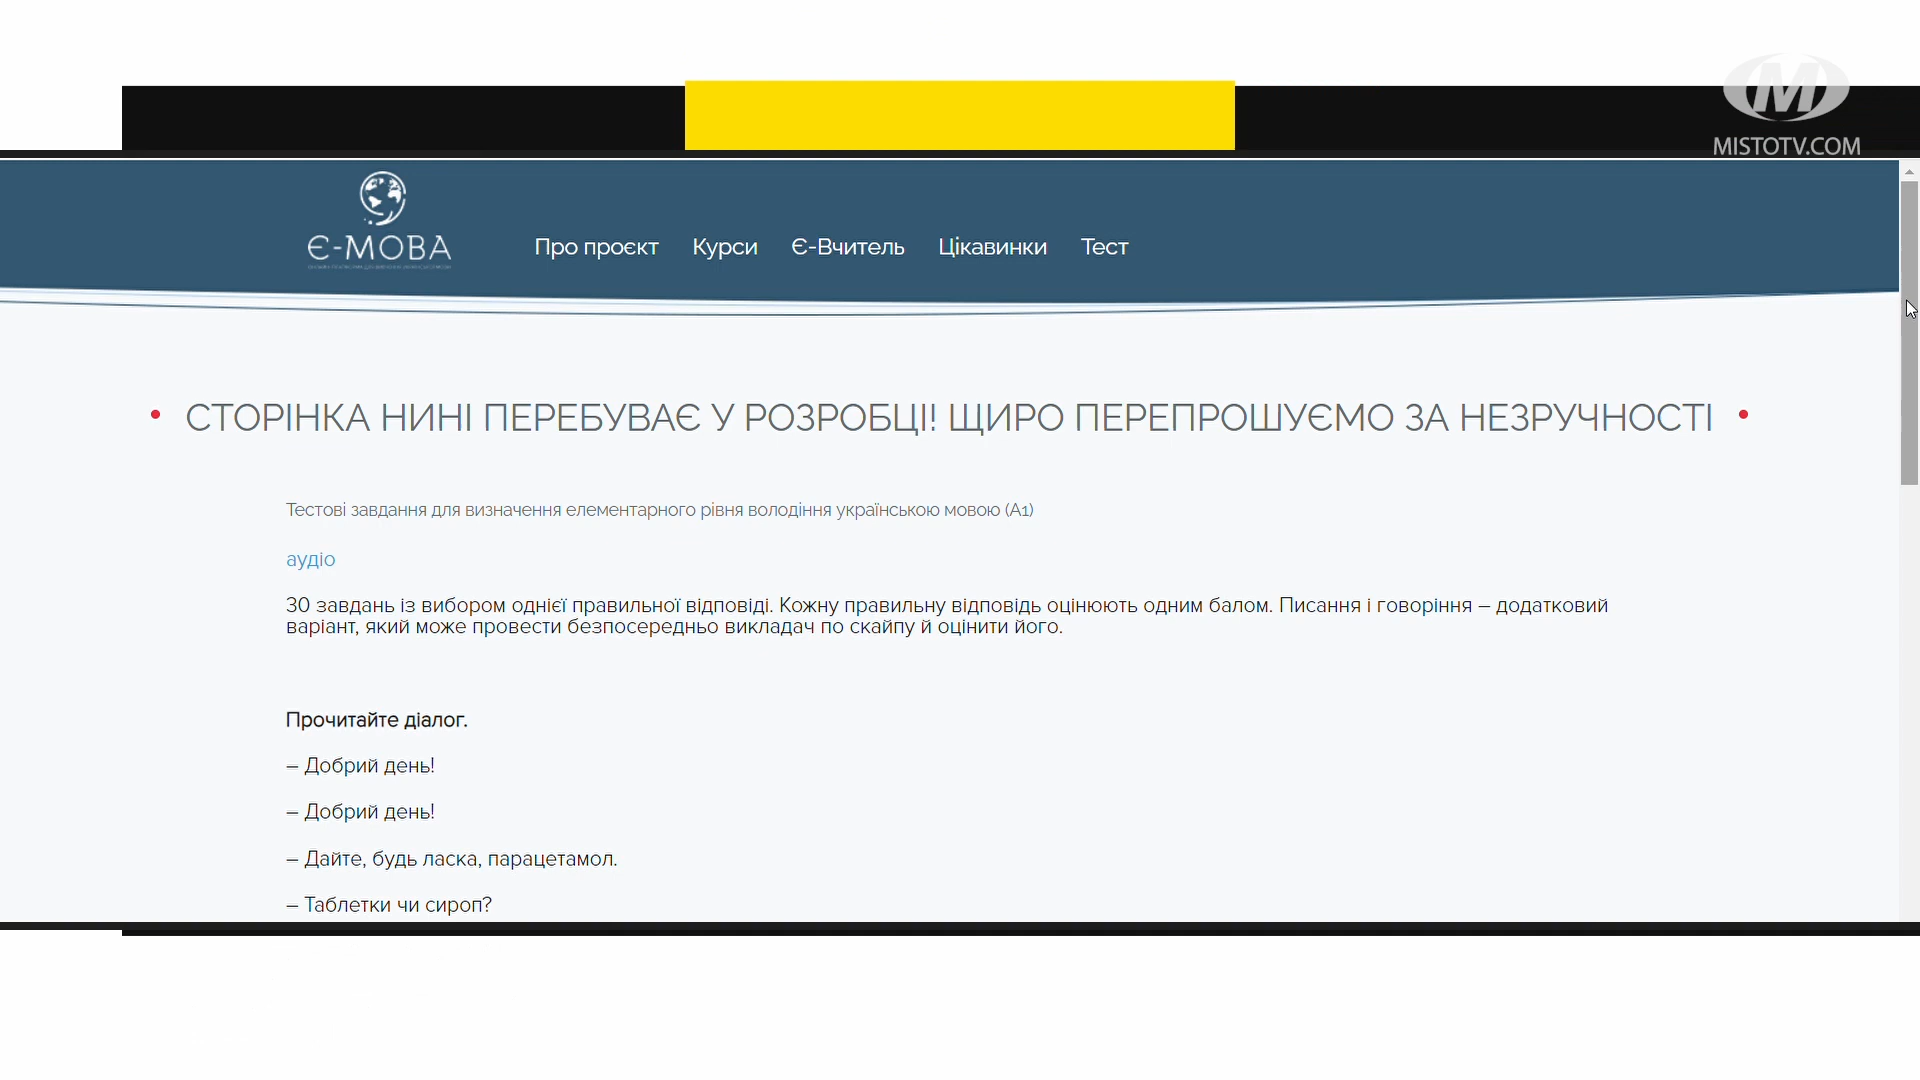 MISTOTV.COM
Є-МОВА
Про проєкт Курси Є-Вчитель Цікавинки Тест
• СТОРІНКА НИНІ ПЕРЕБУВАЄ У РОЗРОБЦІ! ЩИРО ПЕРЕПРОШУЄМО ЗА НЕЗРУЧНОСТІ •
Тестові завдання для визначення елементарного рівня володіння українською мовою (А1)
аудіо
30 завдань із вибором однієї правильної відповіді. Кожну правильну відповідь оцінюють одним балом. Писання і говоріння – додатковий
варіант, який може провести безпосередньо викладач по скайпу й оцінити його.
Прочитайте діалог.
– Добрий день!
– Добрий день!
– Дайте, будь ласка, парацетамол.
– Таблетки чи сироп?